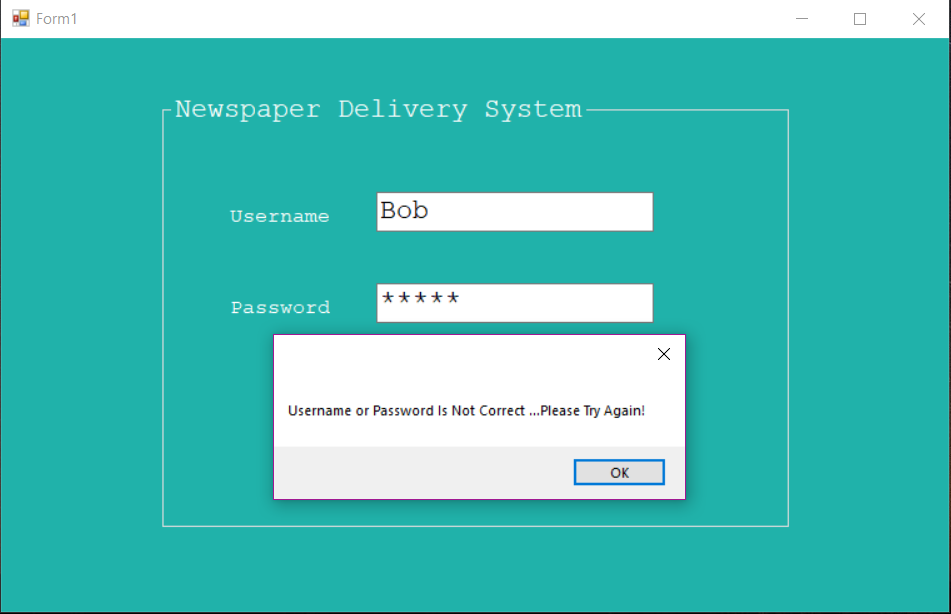 Form1
Newspaper Delivery System
Username
Bob
Password
*****
Username or Password Is Not Correct ...Please Try Again!
OK